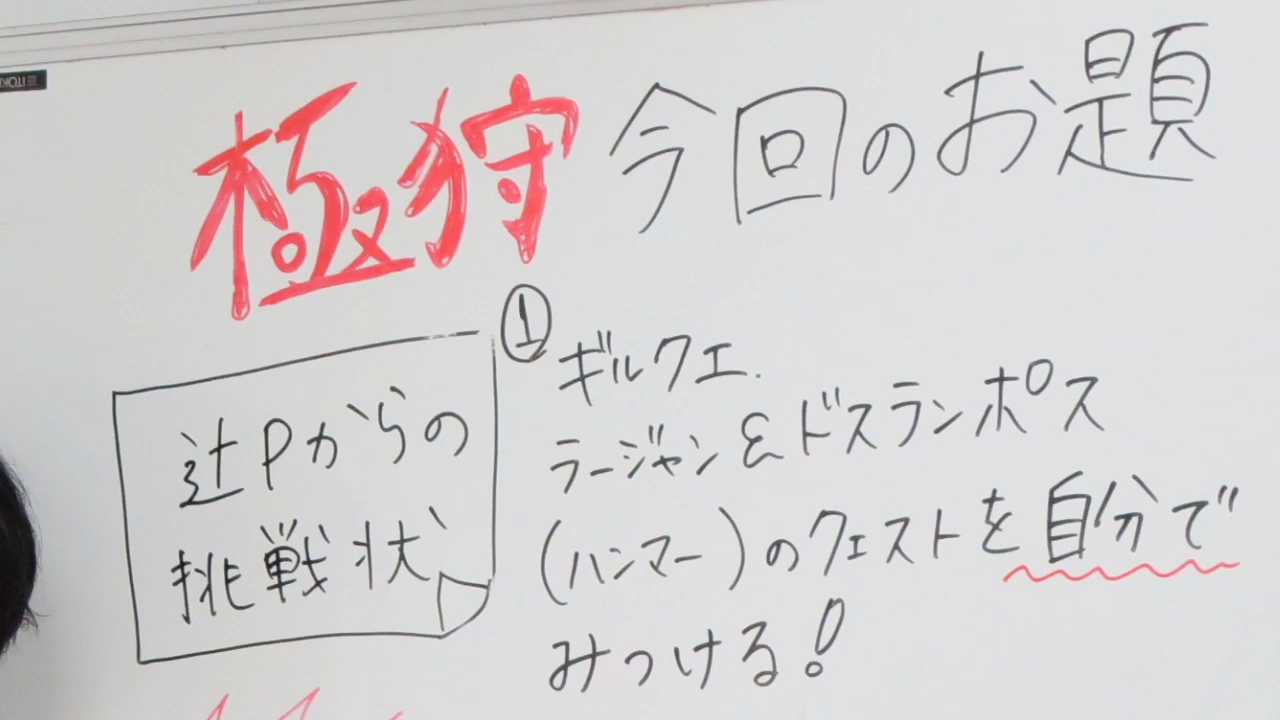 極狩 今回のお題
辻Pからの
挑戦状
① ギルクエ.
ラージャン&ドスランポス
(ハンマー)のクエストを自分で
みつける!